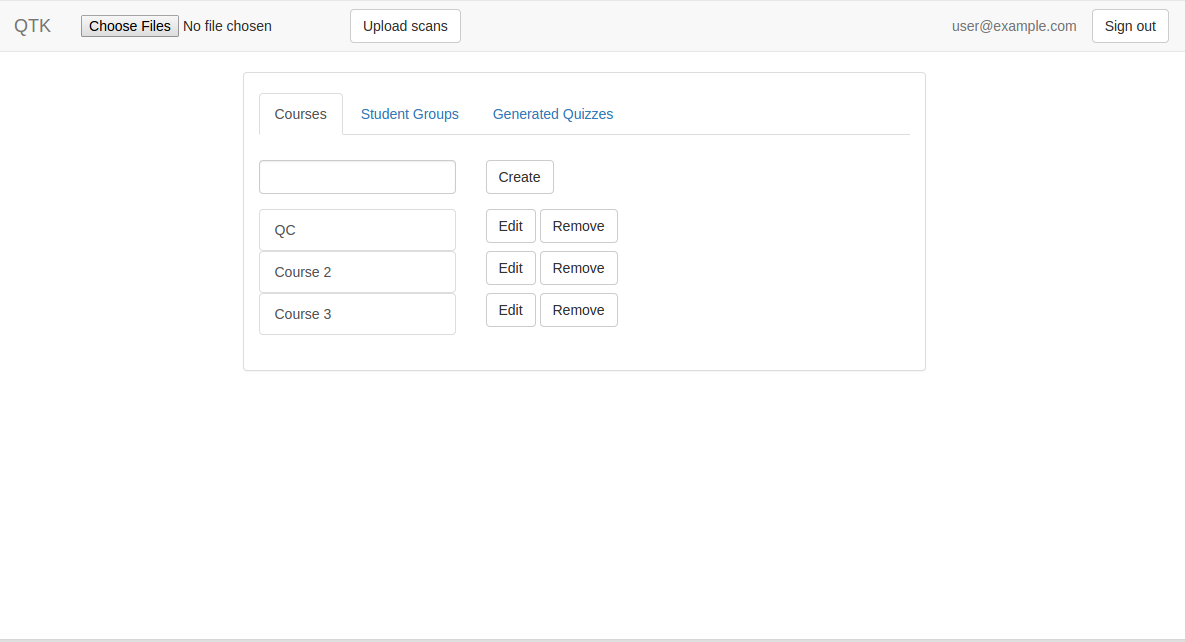 QTK Choose Files No file chosen Upload scans user@example.com Sign out
Courses Student Groups Generated Quizzes
Create
QC Edit Remove
Course 2 Edit Remove
Course 3 Edit Remove